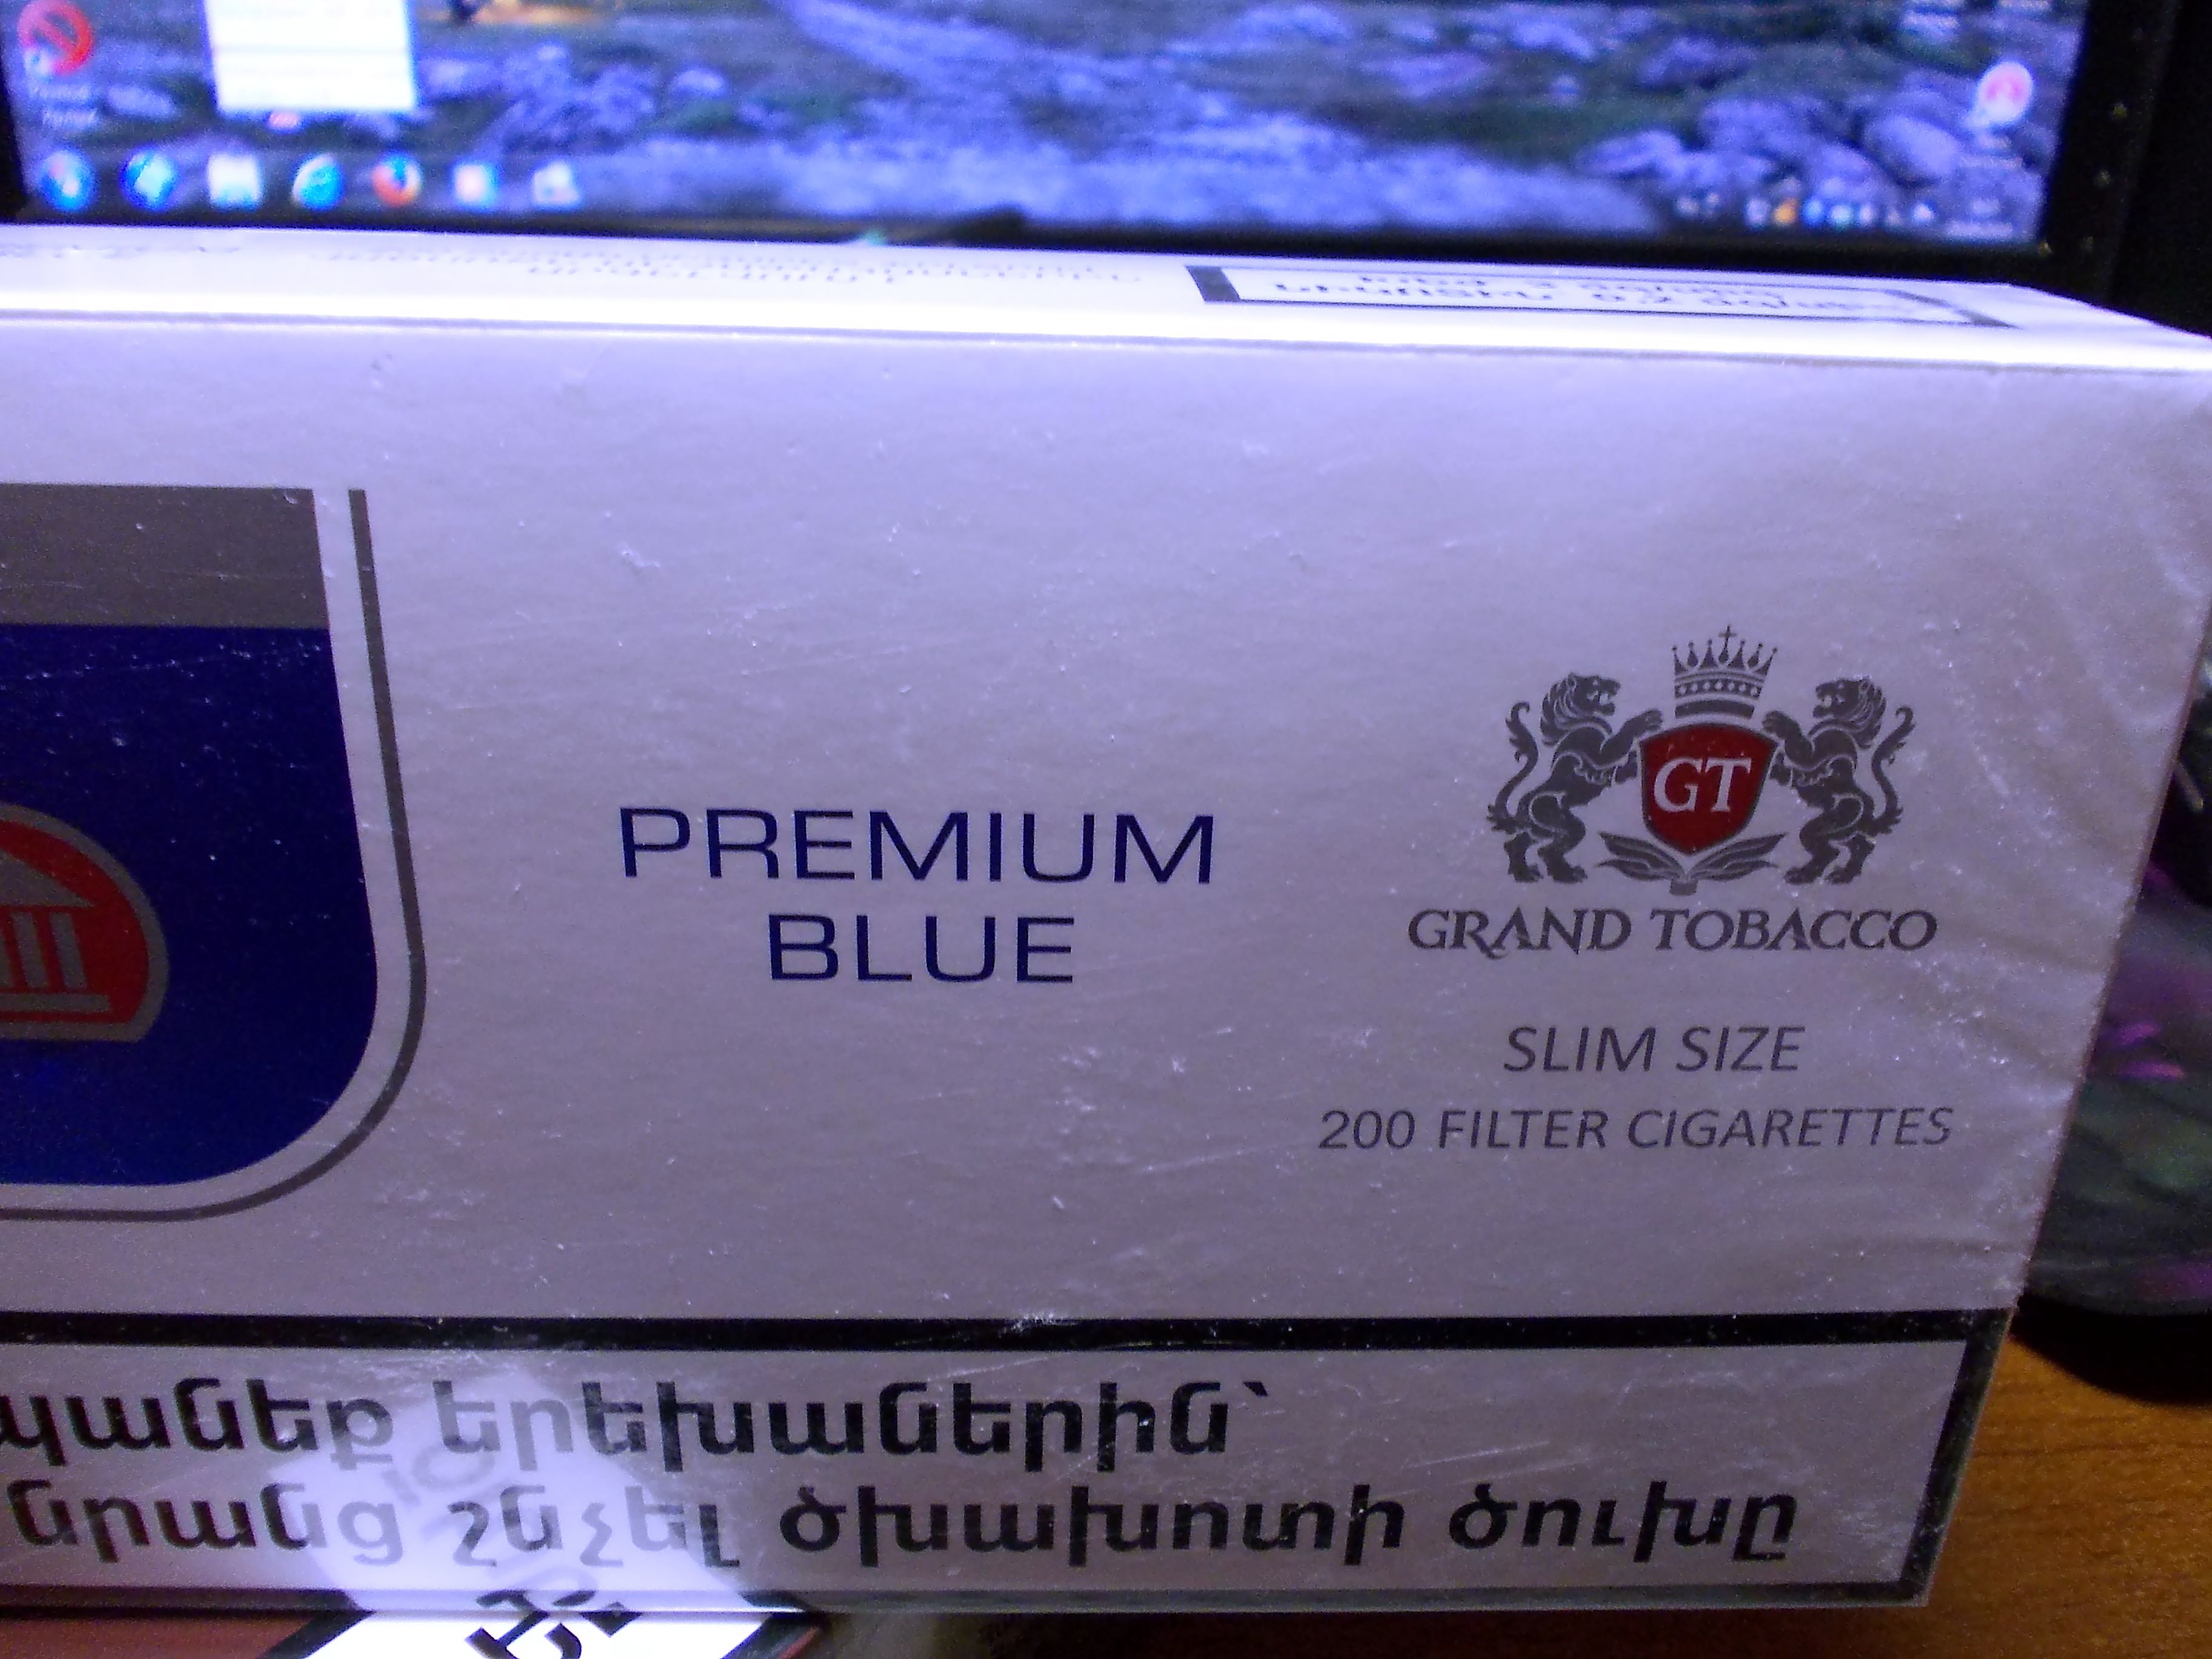 PREMIUM
BLUE
GT
GRAND TOBACCO
SLIM SIZE
200 FILTER CIGARETTES
պանեք երեխաներին՝
նրանց շնչել ծխախոտի ծուխը